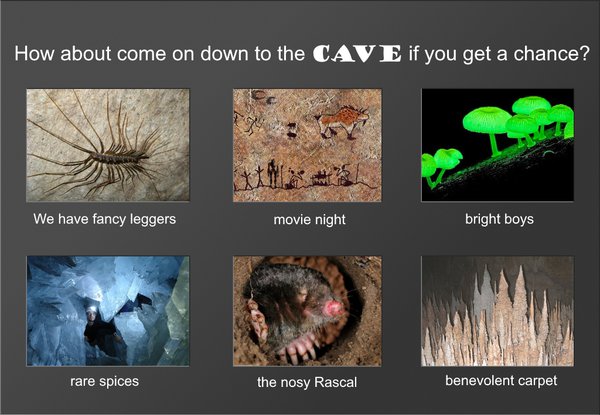 How about come on down to the CAVE if you get a chance?
We have fancy leggers
movie night
bright boys
rare spices
the nosy Rascal
benevolent carpet